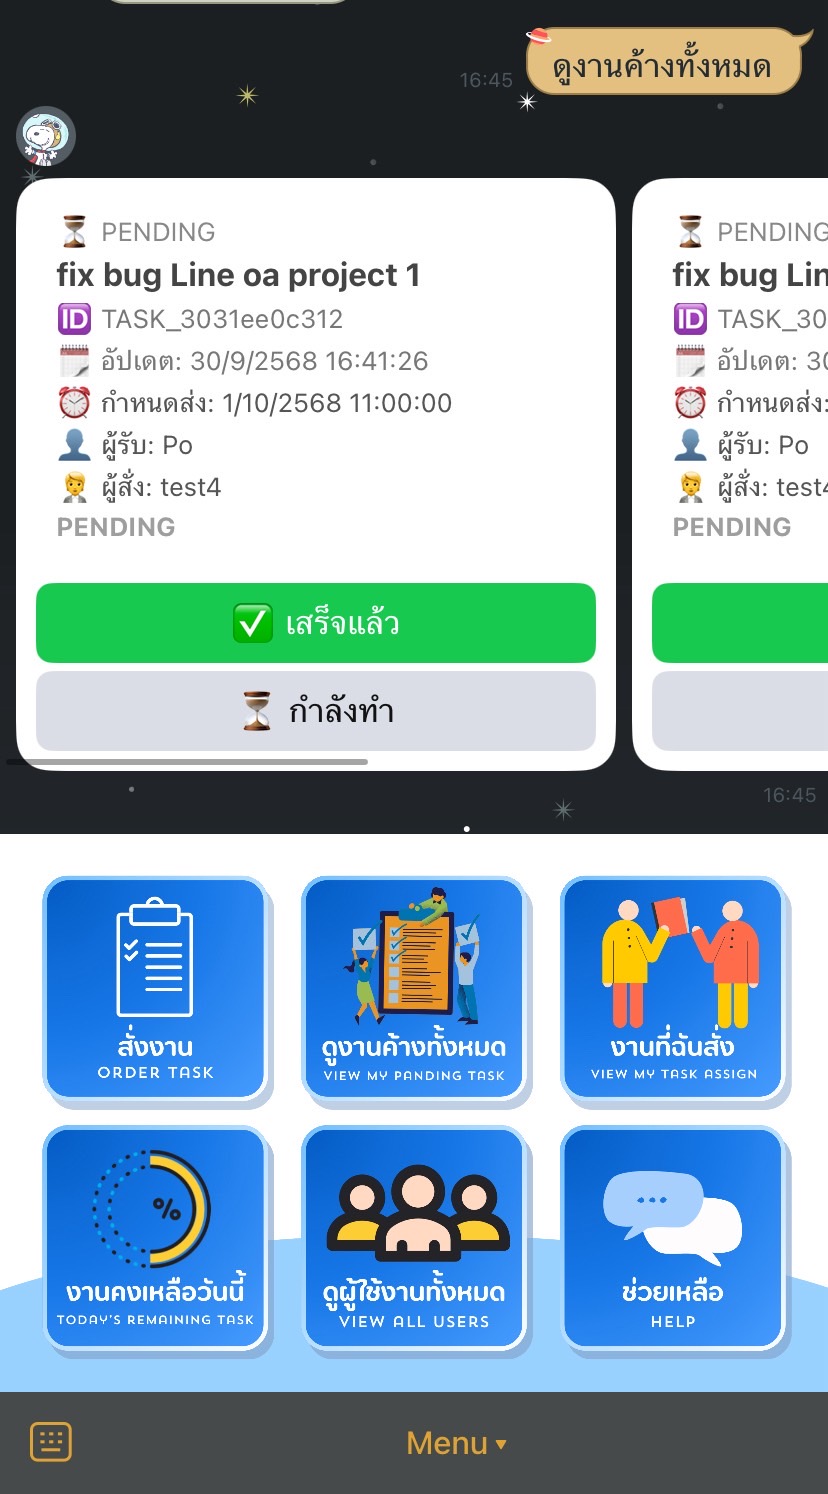 ดูงานค้างทั้งหมด
16:45
⏳ PENDING
fix bug Line oa project 1
🆔 TASK_3031ee0c312
🗓️ อัปเดต: 30/9/2568 16:41:26
⏰ กำหนดส่ง: 1/10/2568 11:00:00
👤 ผู้รับ: Po
🧑‍💼 ผู้สั่ง: test4
PENDING
✅ เสร็จแล้ว
⏳ กำลังทำ
⏳ PENDING
fix bug Lin
🆔 TASK_30
🗓️ อัปเดต: 30
⏰ กำหนดส่ง:
👤 ผู้รับ: Po
🧑‍💼 ผู้สั่ง: test4
PENDING
16:45
สั่งงาน
ORDER TASK
ดูงานค้างทั้งหมด
VIEW MY PANDING TASK
งานที่ฉันสั่ง
VIEW MY TASK ASSIGN
%
งานคงเหลือวันนี้
TODAY'S REMAINING TASK
ดูผู้ใช้งานทั้งหมด
VIEW ALL USERS
ช่วยเหลือ
HELP
Menu ▾